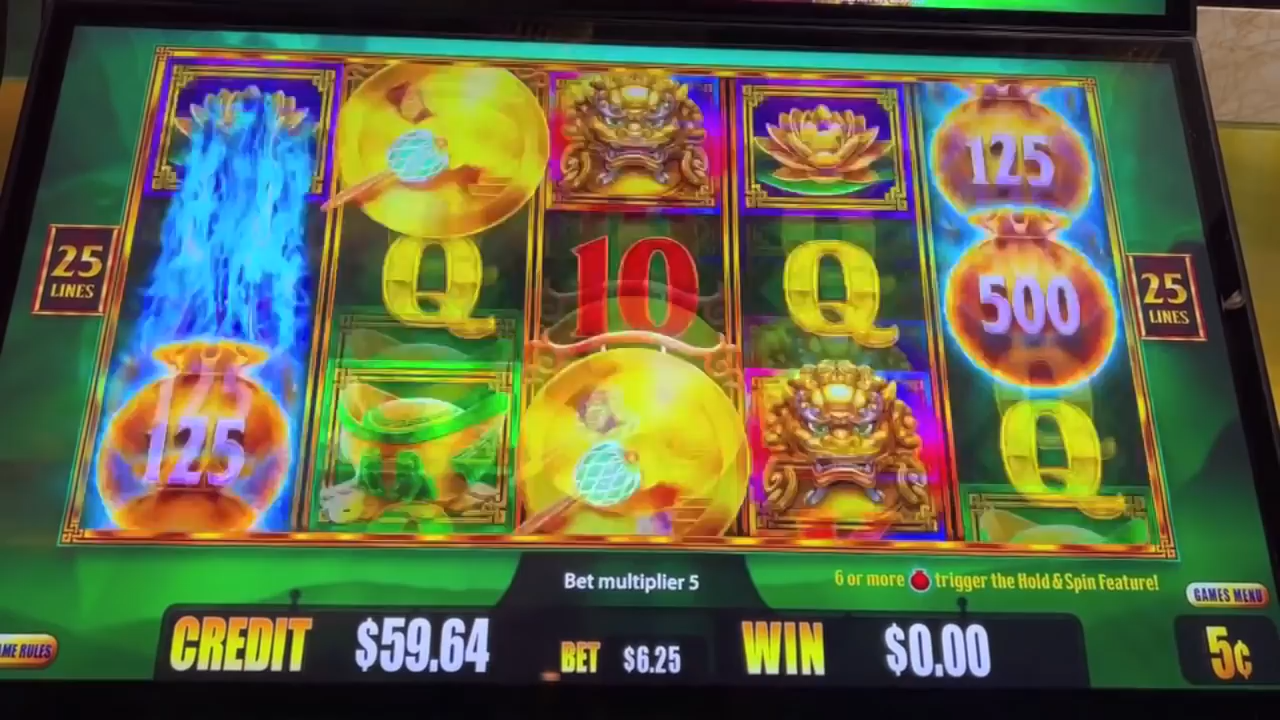 125
Q
10
Q
500
25
LINES
25
LINES
125
Q
Bet multiplier 5
6 or more trigger the Hold & Spin Feature!
GAMES MENU
CREDIT $59.64
BET $6.25
WIN $0.00
5¢
ME RULES